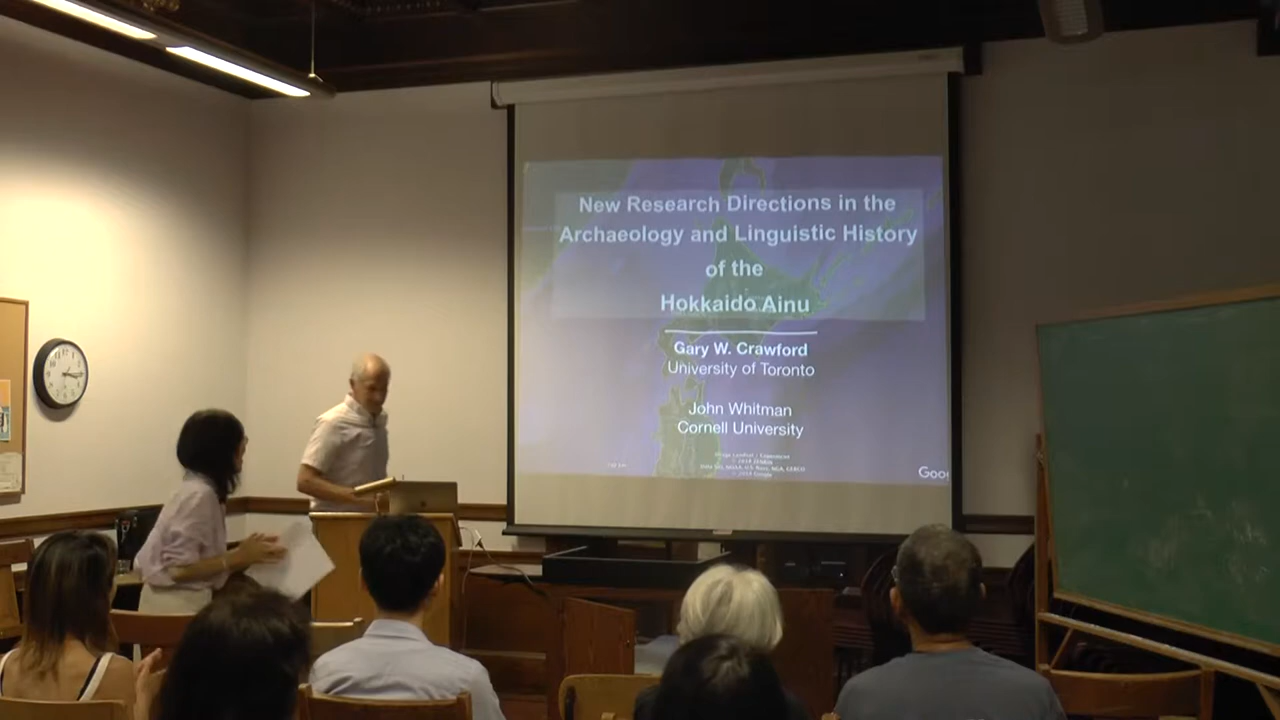 New Research Directions in the
Archaeology and Linguistic History
of the
Hokkaido Ainu
Gary W. Crawford
University of Toronto
John Whitman
Cornell University
Goo